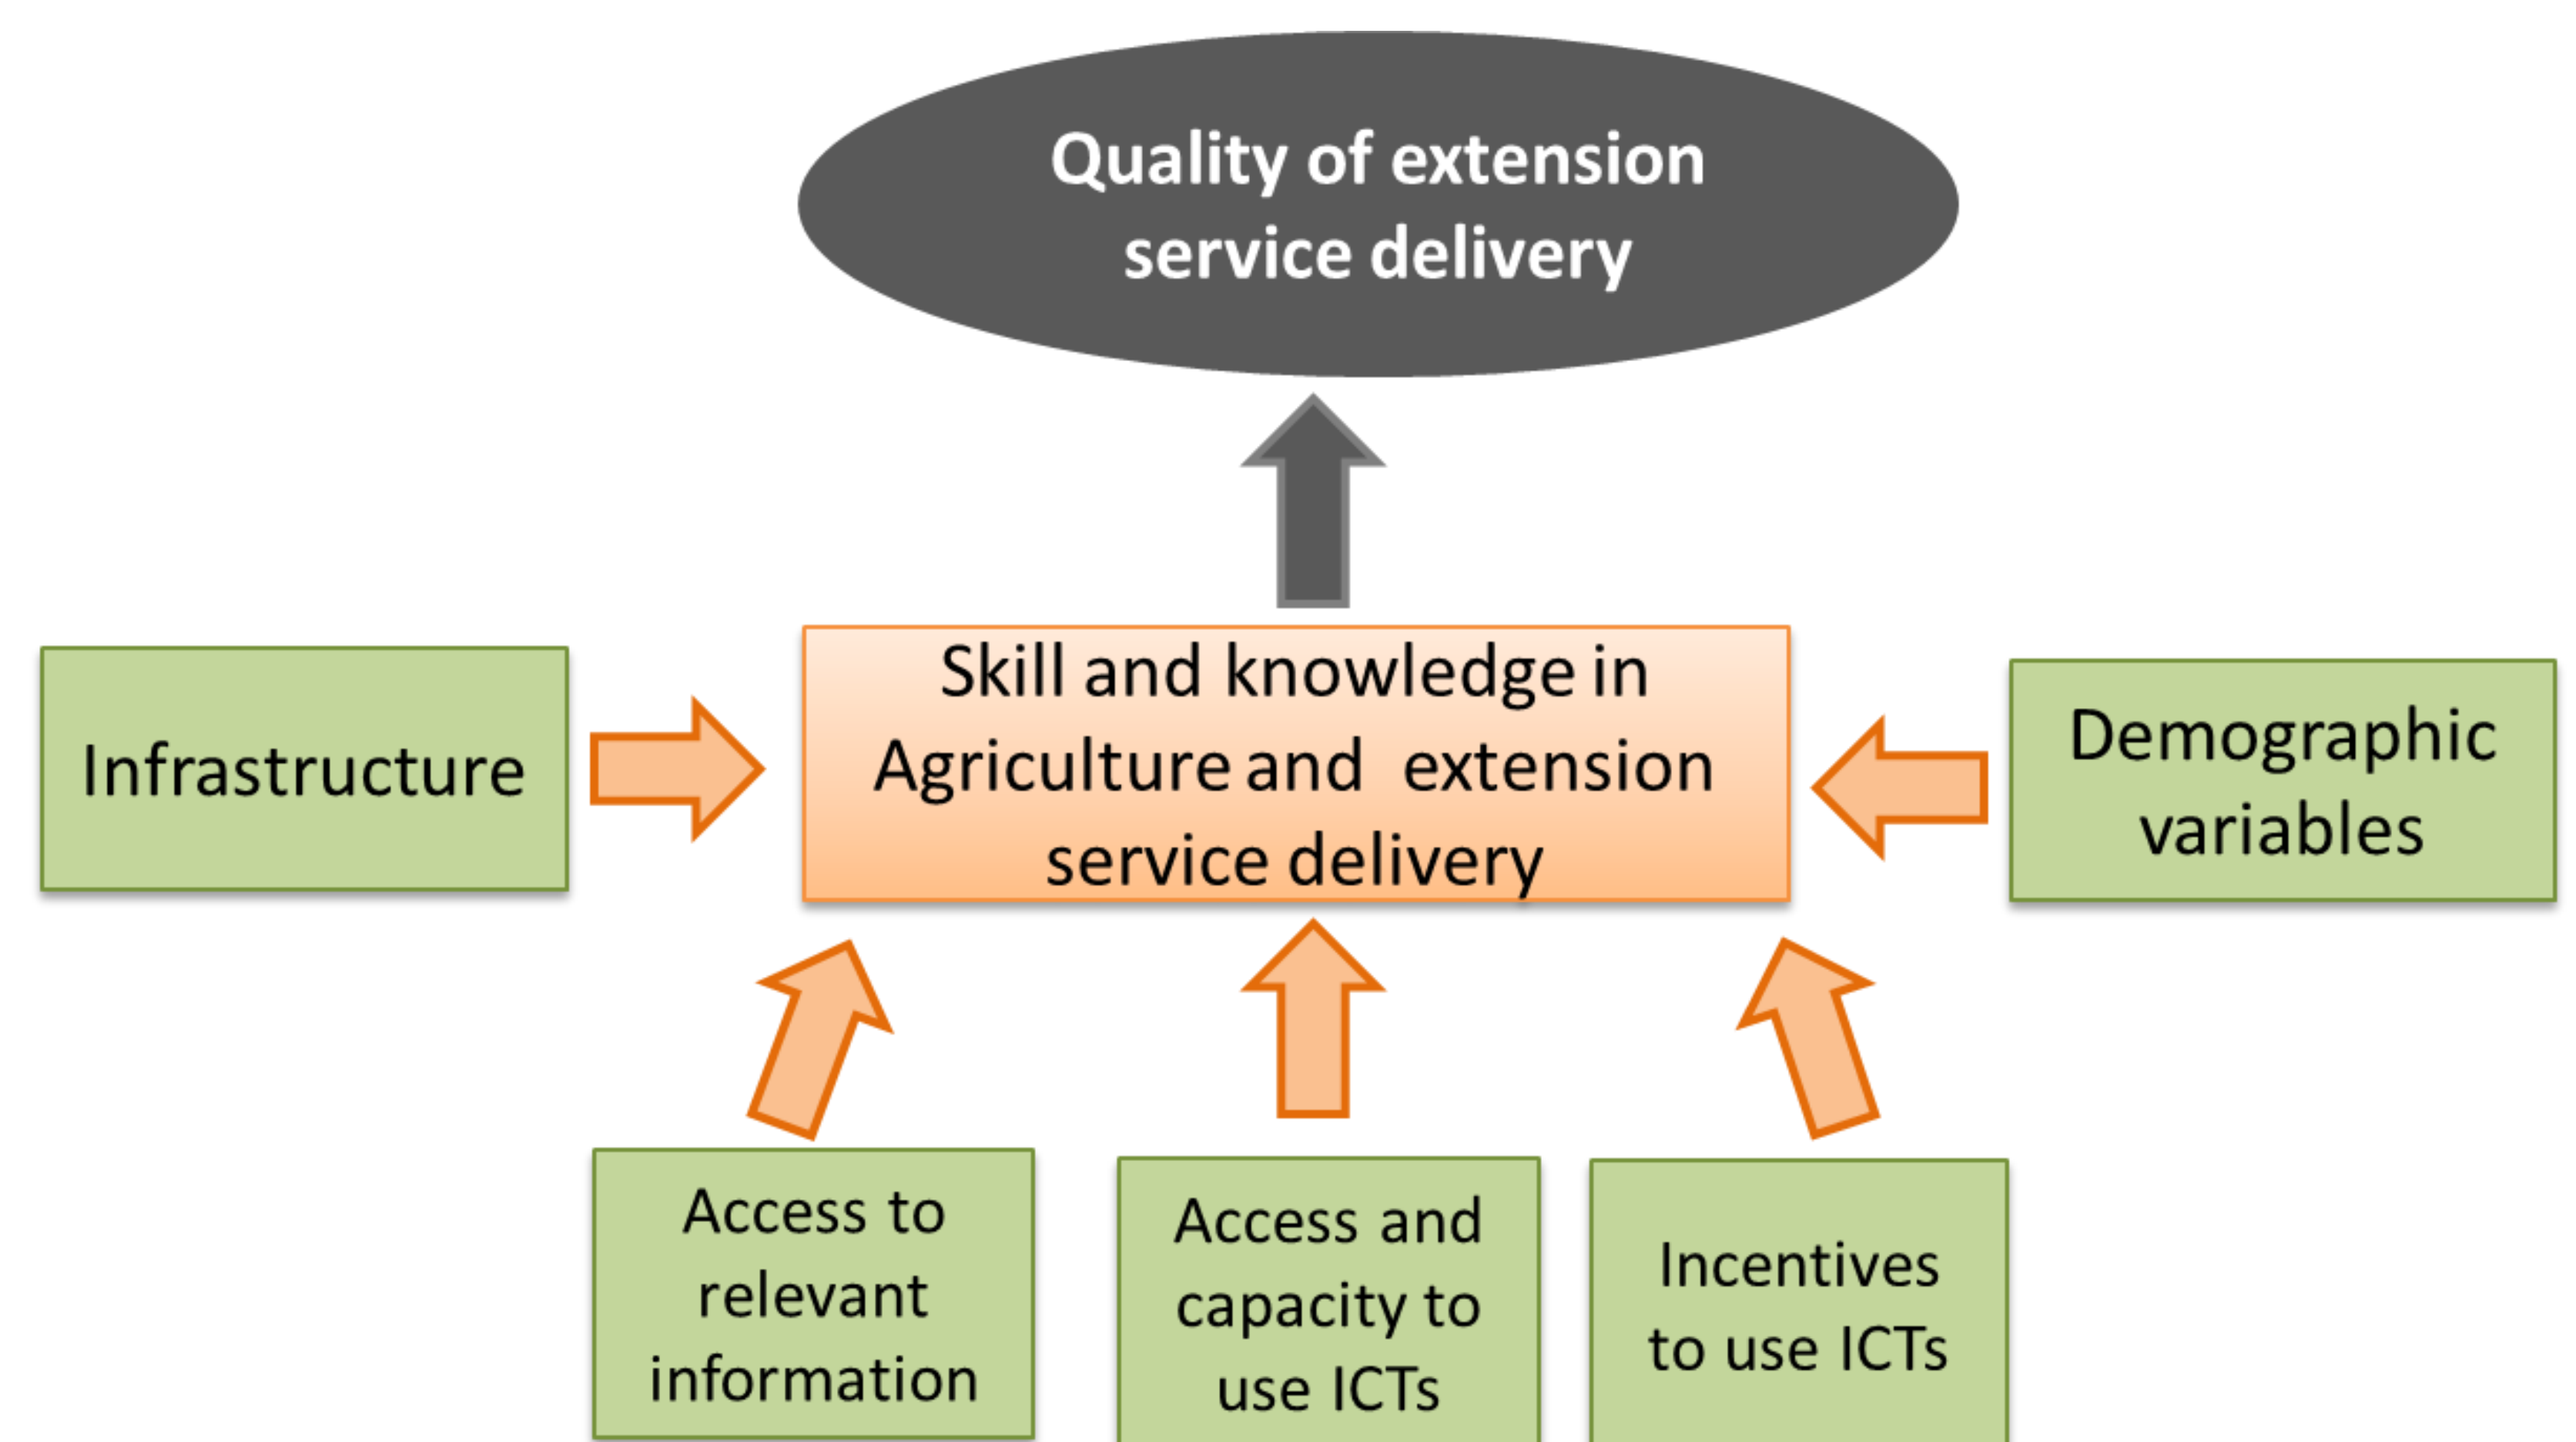 Quality of extension
service delivery
Infrastructure
Skill and knowledge in
Agriculture and extension
service delivery
Demographic
variables
Access to
relevant
information
Access and
capacity to
use ICTs
Incentives
to use ICTs